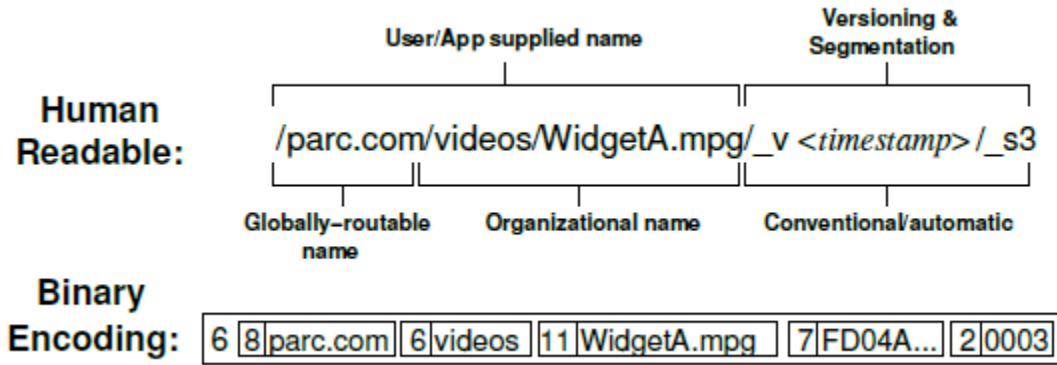 Versioning &
User/App supplied name Segmentation
Human
Readable: /parc.com/videos/WidgetA.mpg/_v <timestamp> /_s3
Globally–routable Organizational name Conventional/automatic
name
Binary
Encoding: 6 8 parc.com 6 videos 11 WidgetA.mpg 7 FD04A... 2 0003